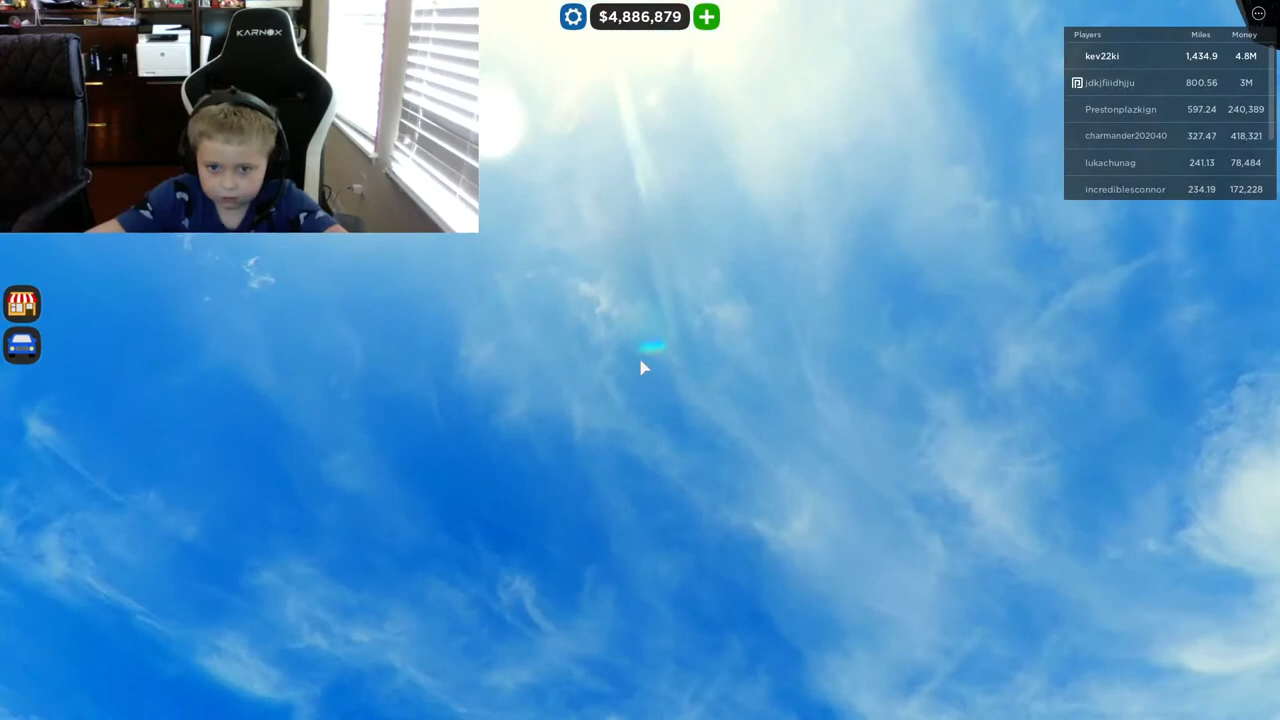 KARNOX
$4,886,879
Players Miles Money
kev22ki 1,434.9 4.8M
jdkjfiiidhjju 800.56 3M
Prestonplazkign 597.24 240,389
charmander202040 327.47 418,321
lukachunag 241.13 78,484
incrediblesconnor 234.19 172,228